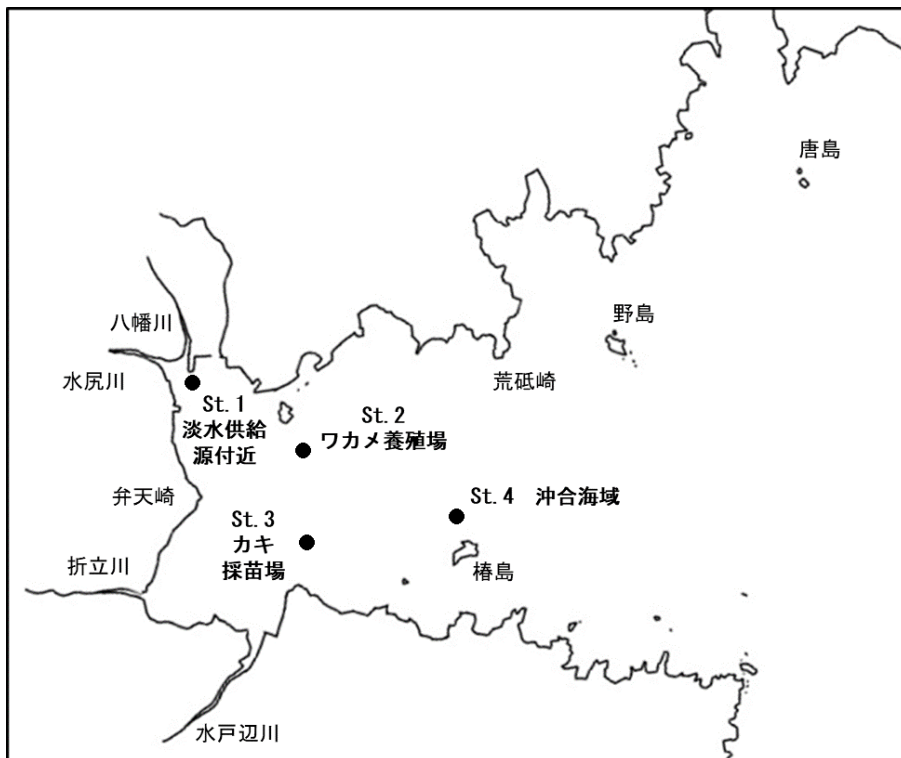 唐島
八幡川
野島
水尻川
荒砥崎
St.1
淡水供給
源付近
St.2
ワカメ養殖場
弁天崎
St.3
カキ
採苗場
St.4 沖合海域
折立川
椿島
水戸辺川